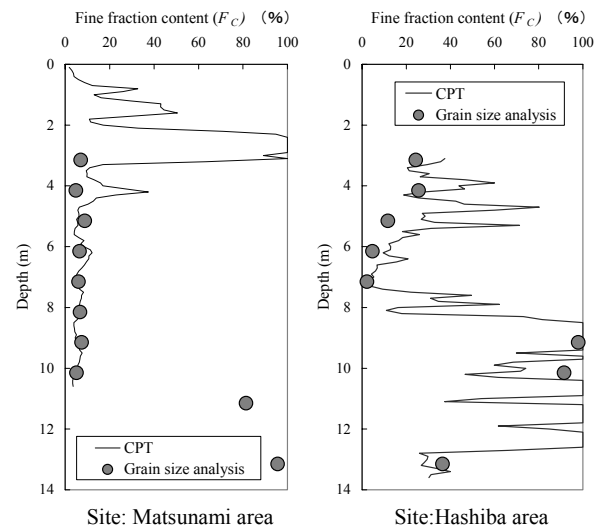 Fine fraction content (F_C) (%)
0 20 40 60 80 100
0
2
4
6
8
10
12
14
Depth (m)
CPT
Grain size analysis
Site: Matsunami area
Fine fraction content (F_C) (%)
0 20 40 60 80 100
CPT
Grain size analysis
0
2
4
6
8
10
12
14
Depth (m)
Site:Hashiba area